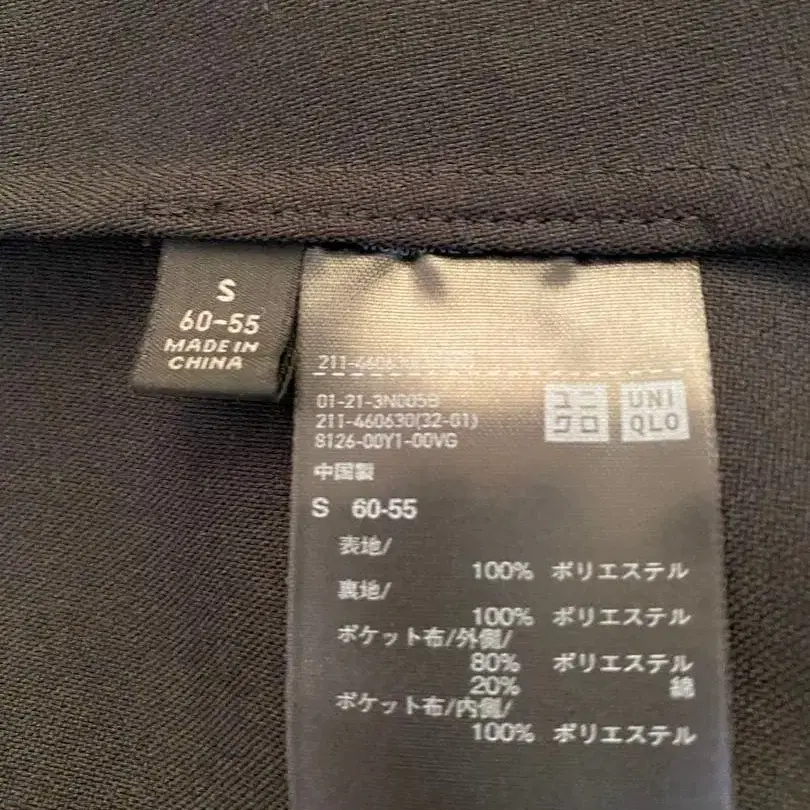 S
60-55
MADE IN
CHINA
01-21-3N005B
211-460630(32-01)
8126-00Y1-00VG
ユニ
クロ
UNI
QLO
中国製
S 60-55
表地/
100% ポリエステル
裏地/
100% ポリエステル
ポケット布/外側/
80% ポリエステル
20% 綿
ポケット布/内側/
100% ポリエステル